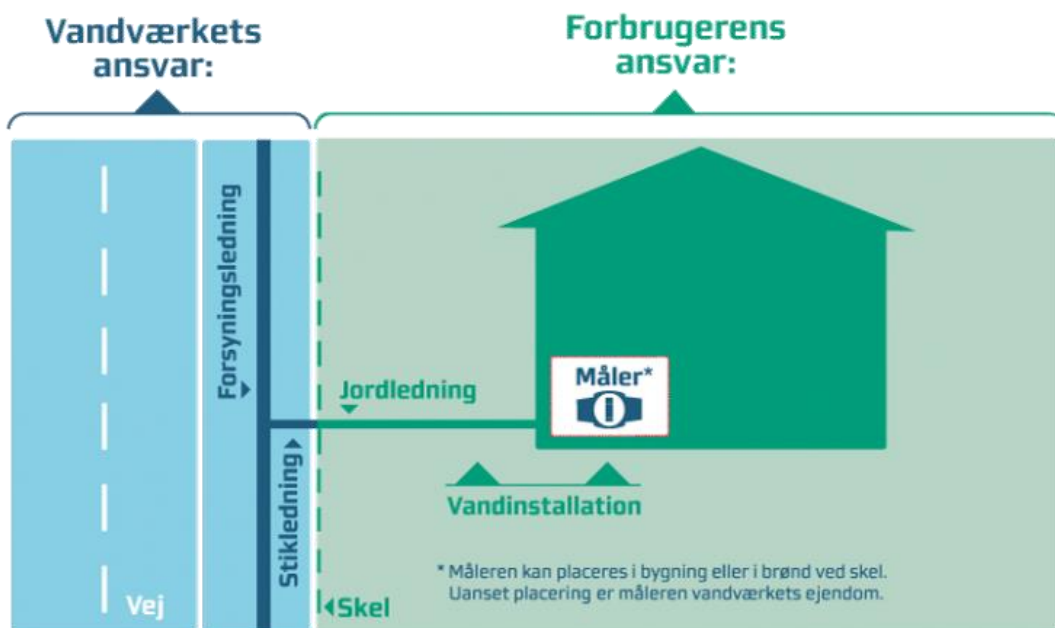 Vandværkets
ansvar:
Forbrugerens
ansvar:
Forsyningsledning
Jordledning
Måler*
Stikledning
Vandinstallation
* Måleren kan placeres i bygning eller i brønd ved skel.
Uanset placering er måleren vandværkets ejendom.
Vej
Skel